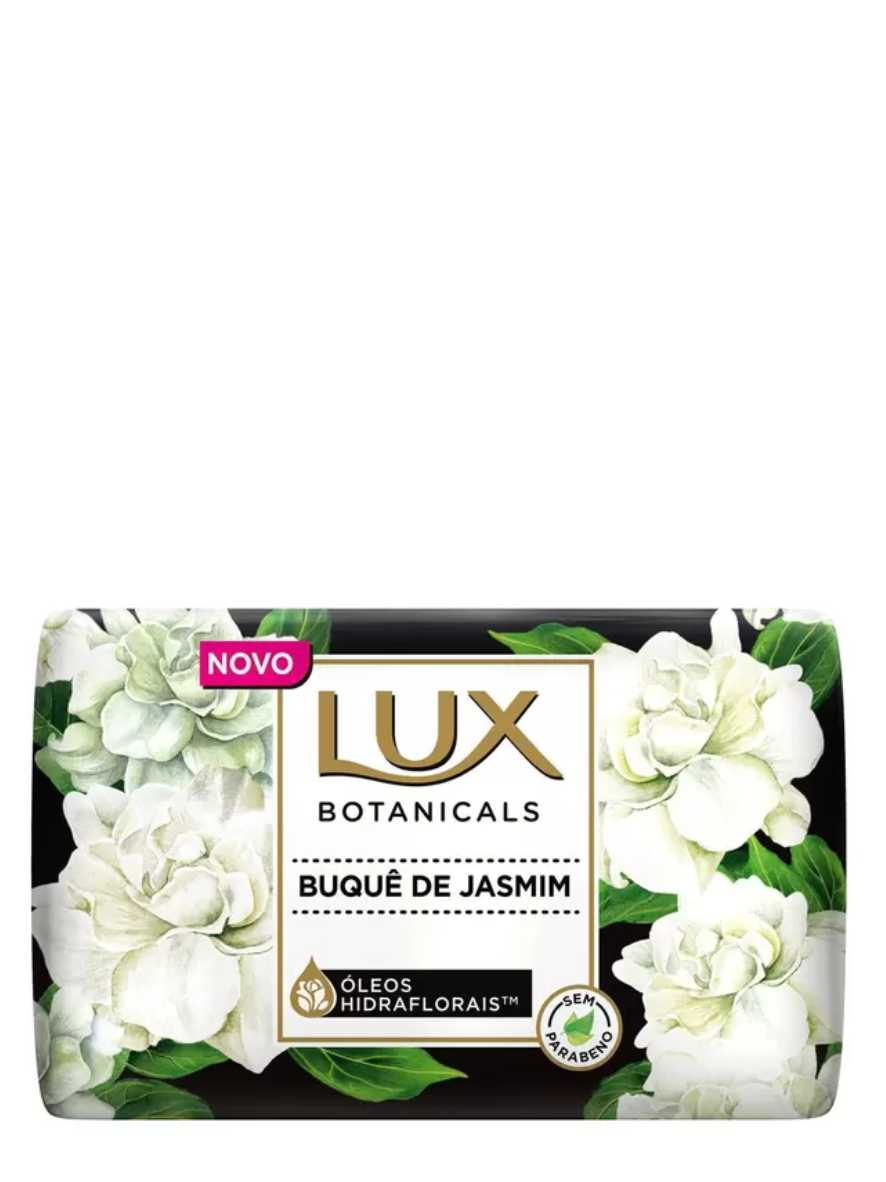 NOVO
LUX
BOTANICALS
BUQUÊ DE JASMIM
ÓLEOS
HIDRAFLORAIS™
SEM
PARABENO